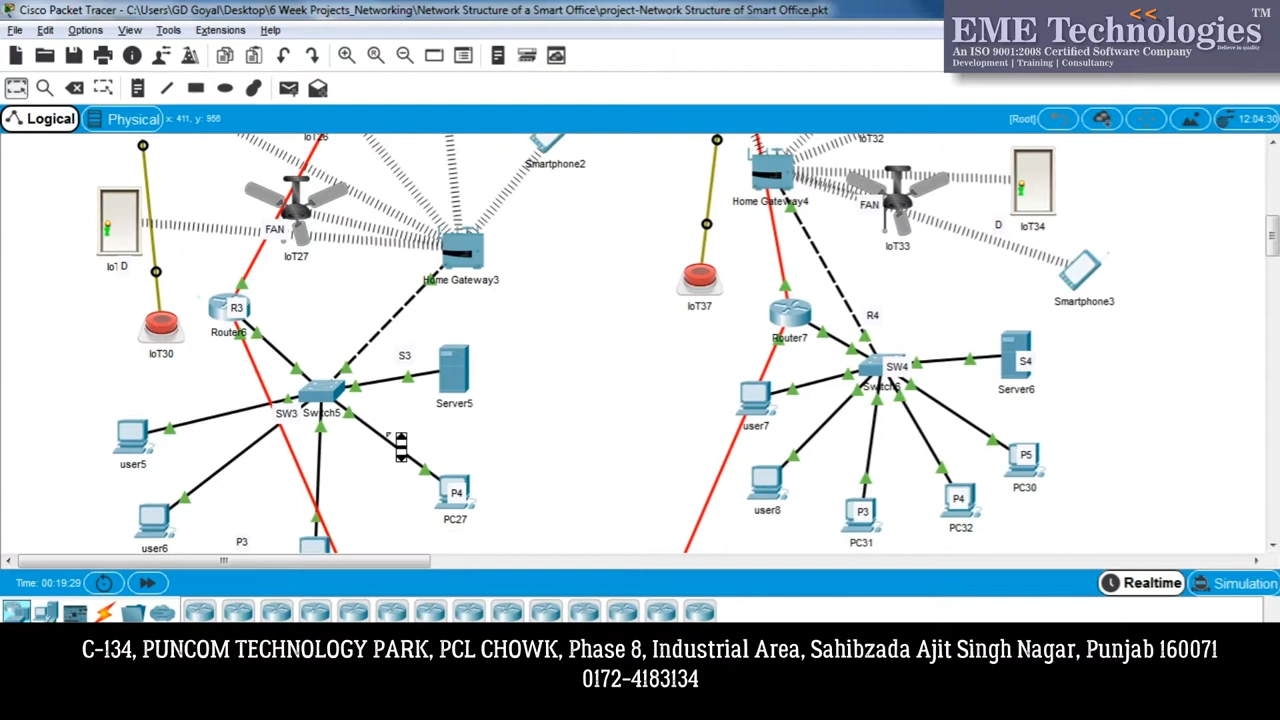 Cisco Packet Tracer - C:\Users\GD Goyal\Desktop\6 Week Projects_Networking\Network Structure of a Smart Office\project-Network Structure of Smart Office.pkt
EME Technologies
TM
An ISO 9001:2008 Certified Software Company
Believe in quality
Development | Training | Consultancy
File Edit Options View Tools Extensions Help
Logical Physical x: 411, y: 956 [Root] 12:04:30
IoT32
Smartphone2
Home Gateway4
FAN
IoT34
FAN
IoT27
D
IoT33
D
Home Gateway3
IoT37
Smartphone3
R3
Router6
R4
Router7
IoT30
S3
S4
SW4
Switch6
Server6
Server5
SW3
Switch5
user7
user5
P5
PC30
P4
PC27
user8
P4
PC32
P3
PC31
user6
P3
Time: 00:19:29 Realtime Simulation
C-134, PUNCOM TECHNOLOGY PARK, PCL CHOWK, Phase 8, Industrial Area, Sahibzada Ajit Singh Nagar, Punjab 160071
0172-4183134